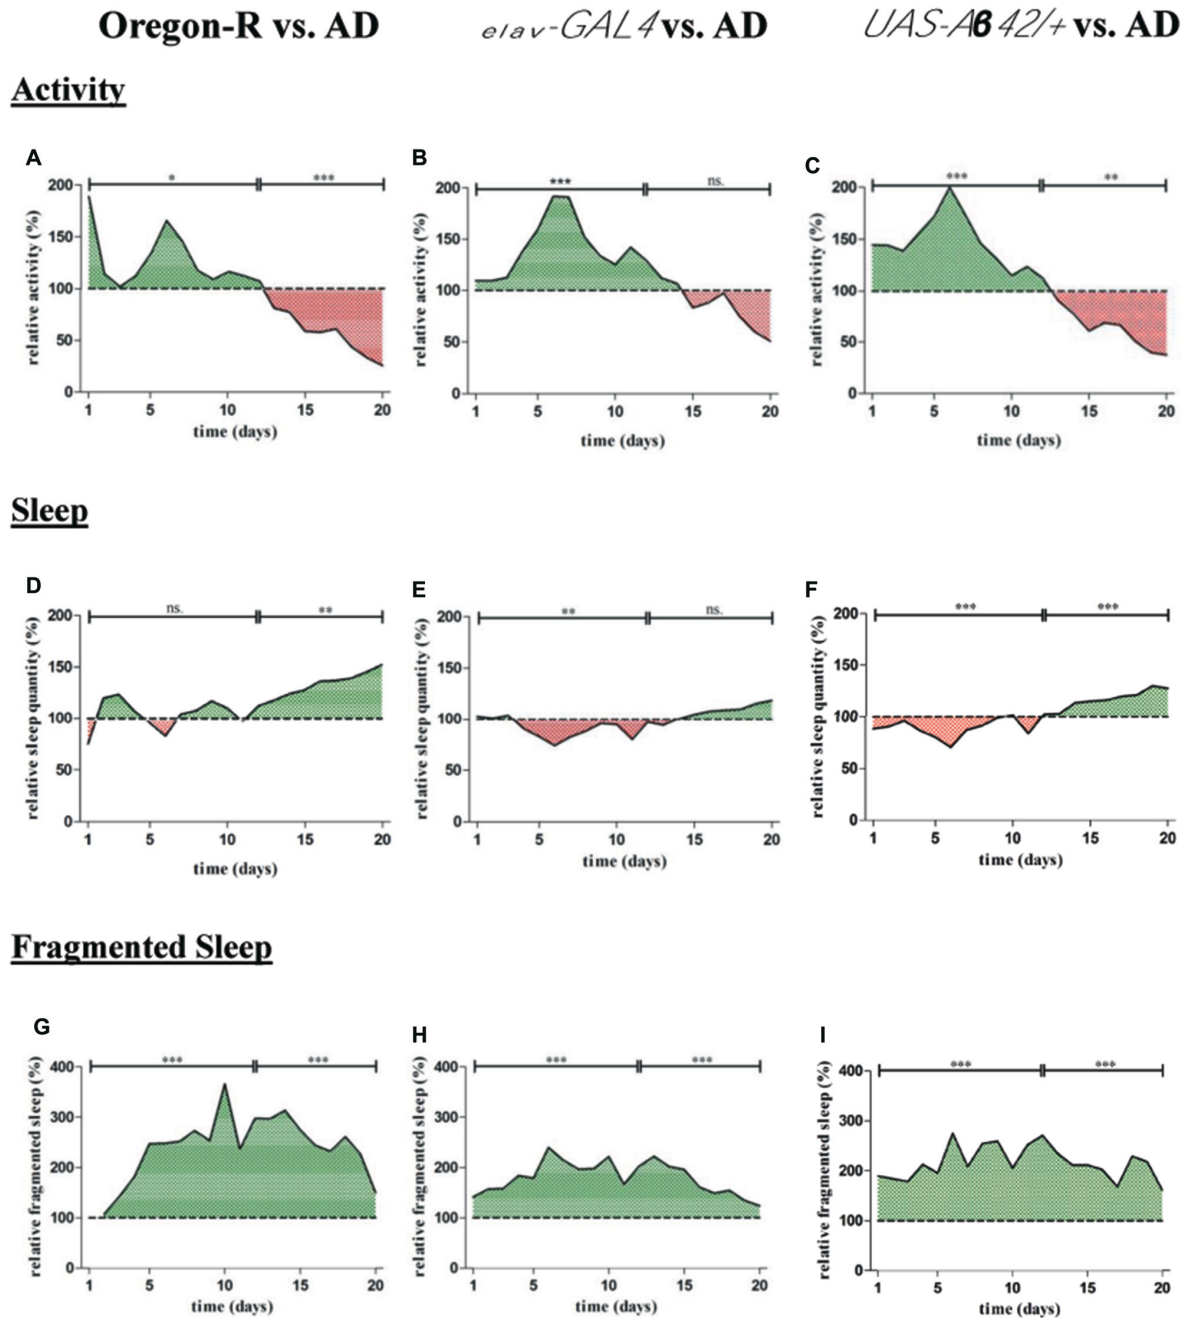 Oregon-R vs. AD
elav-GAL4 vs. AD
UAS-Aβ42/+ vs. AD
Activity
A
relative activity (%)
200
150
100
50
0
* ***
1 5 10 15 20
time (days)
B
relative activity (%)
200
150
100
50
0
*** ns.
1 5 10 15 20
time (days)
C
relative activity (%)
200
150
100
50
0
*** **
1 5 10 15 20
time (days)
Sleep
D
relative sleep quantity (%)
200
150
100
50
0
ns. **
1 5 10 15 20
time (days)
E
relative sleep quantity (%)
200
150
100
50
0
** ns.
1 5 10 15 20
time (days)
F
relative sleep quantity (%)
200
150
100
50
0
*** ***
1 5 10 15 20
time (days)
Fragmented Sleep
G
relative fragmented sleep (%)
400
300
200
100
0
*** ***
1 5 10 15 20
time (days)
H
relative fragmented sleep (%)
400
300
200
100
0
*** ***
1 5 10 15 20
time (days)
I
relative fragmented sleep (%)
400
300
200
100
0
*** ***
1 5 10 15 20
time (days)